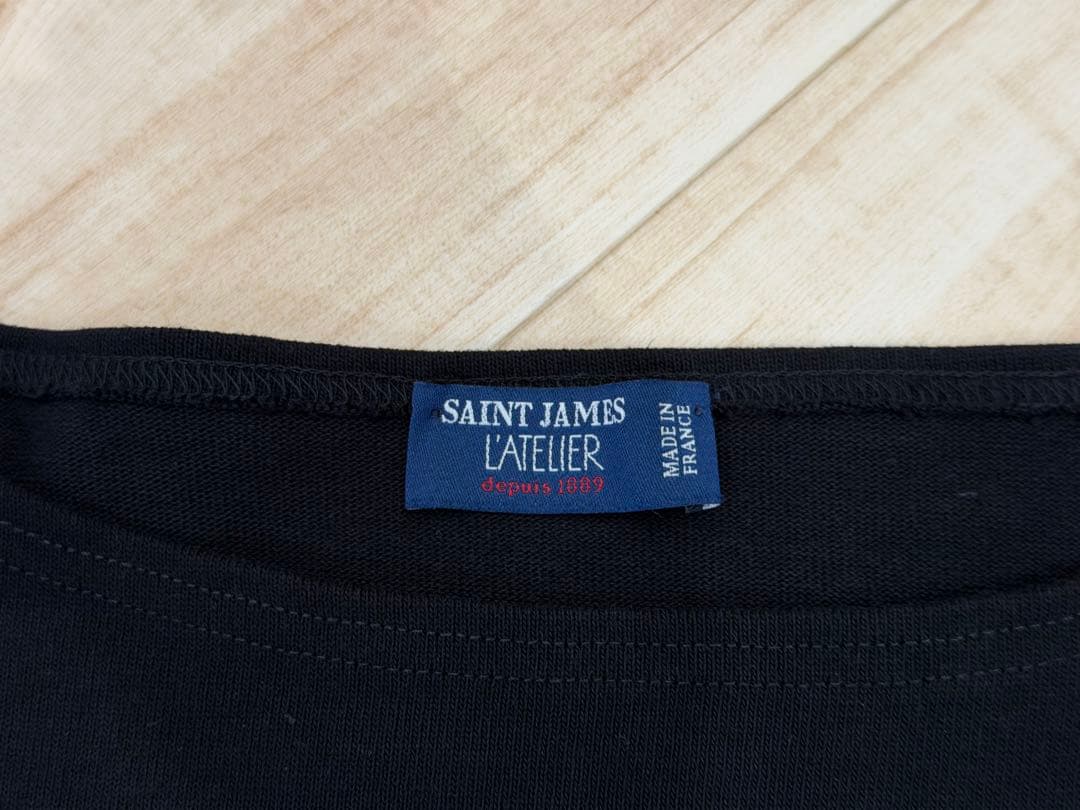 SAINT JAMES
L'ATELIER
depuis 1889
MADE IN
FRANCE